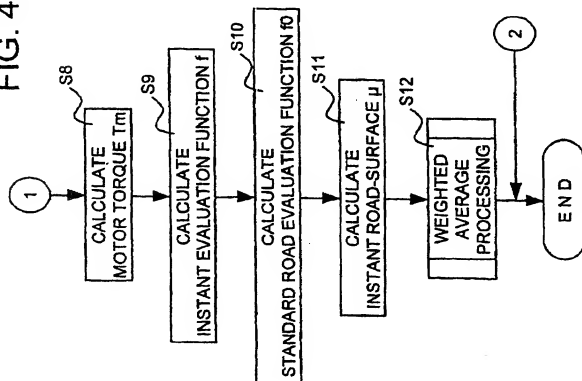 FIG. 4
1
S8
CALCULATE
MOTOR TORQUE Tm
S9
CALCULATE
INSTANT EVALUATION FUNCTION f
S10
CALCULATE
STANDARD ROAD EVALUATION FUNCTION f0
S11
CALCULATE
INSTANT ROAD-SURFACE μ
S12
WEIGHTED
AVERAGE
PROCESSING
2
END